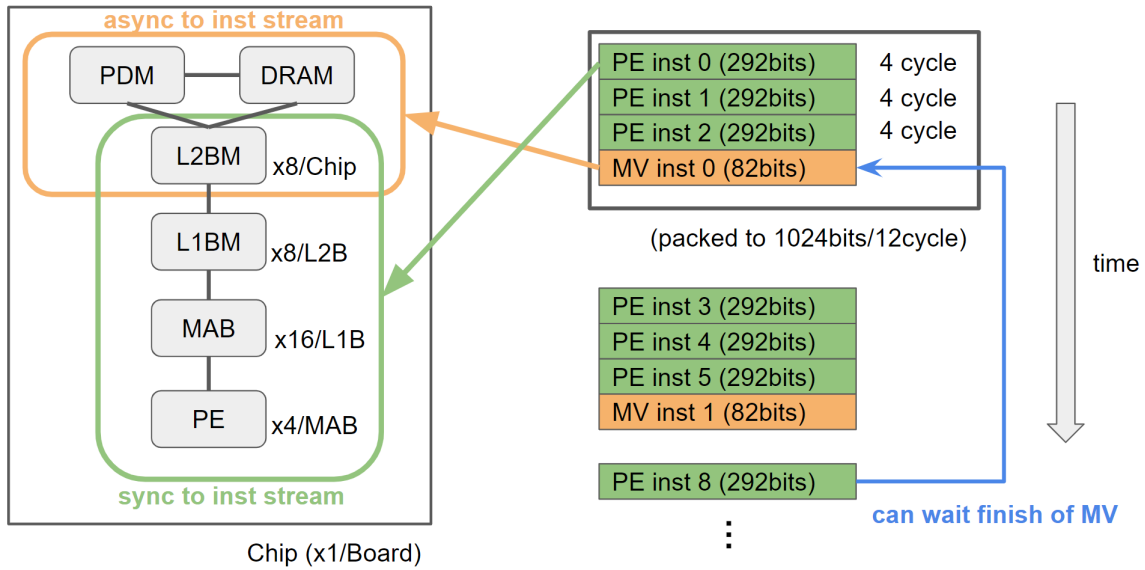 async to inst stream
PDM
DRAM
L2BM
x8/Chip
L1BM
x8/L2B
MAB
x16/L1B
PE
x4/MAB
sync to inst stream
Chip (x1/Board)
PE inst 0 (292bits)
4 cycle
PE inst 1 (292bits)
4 cycle
PE inst 2 (292bits)
4 cycle
MV inst 0 (82bits)
(packed to 1024bits/12cycle)
PE inst 3 (292bits)
PE inst 4 (292bits)
PE inst 5 (292bits)
MV inst 1 (82bits)
PE inst 8 (292bits)
can wait finish of MV
⋮
time